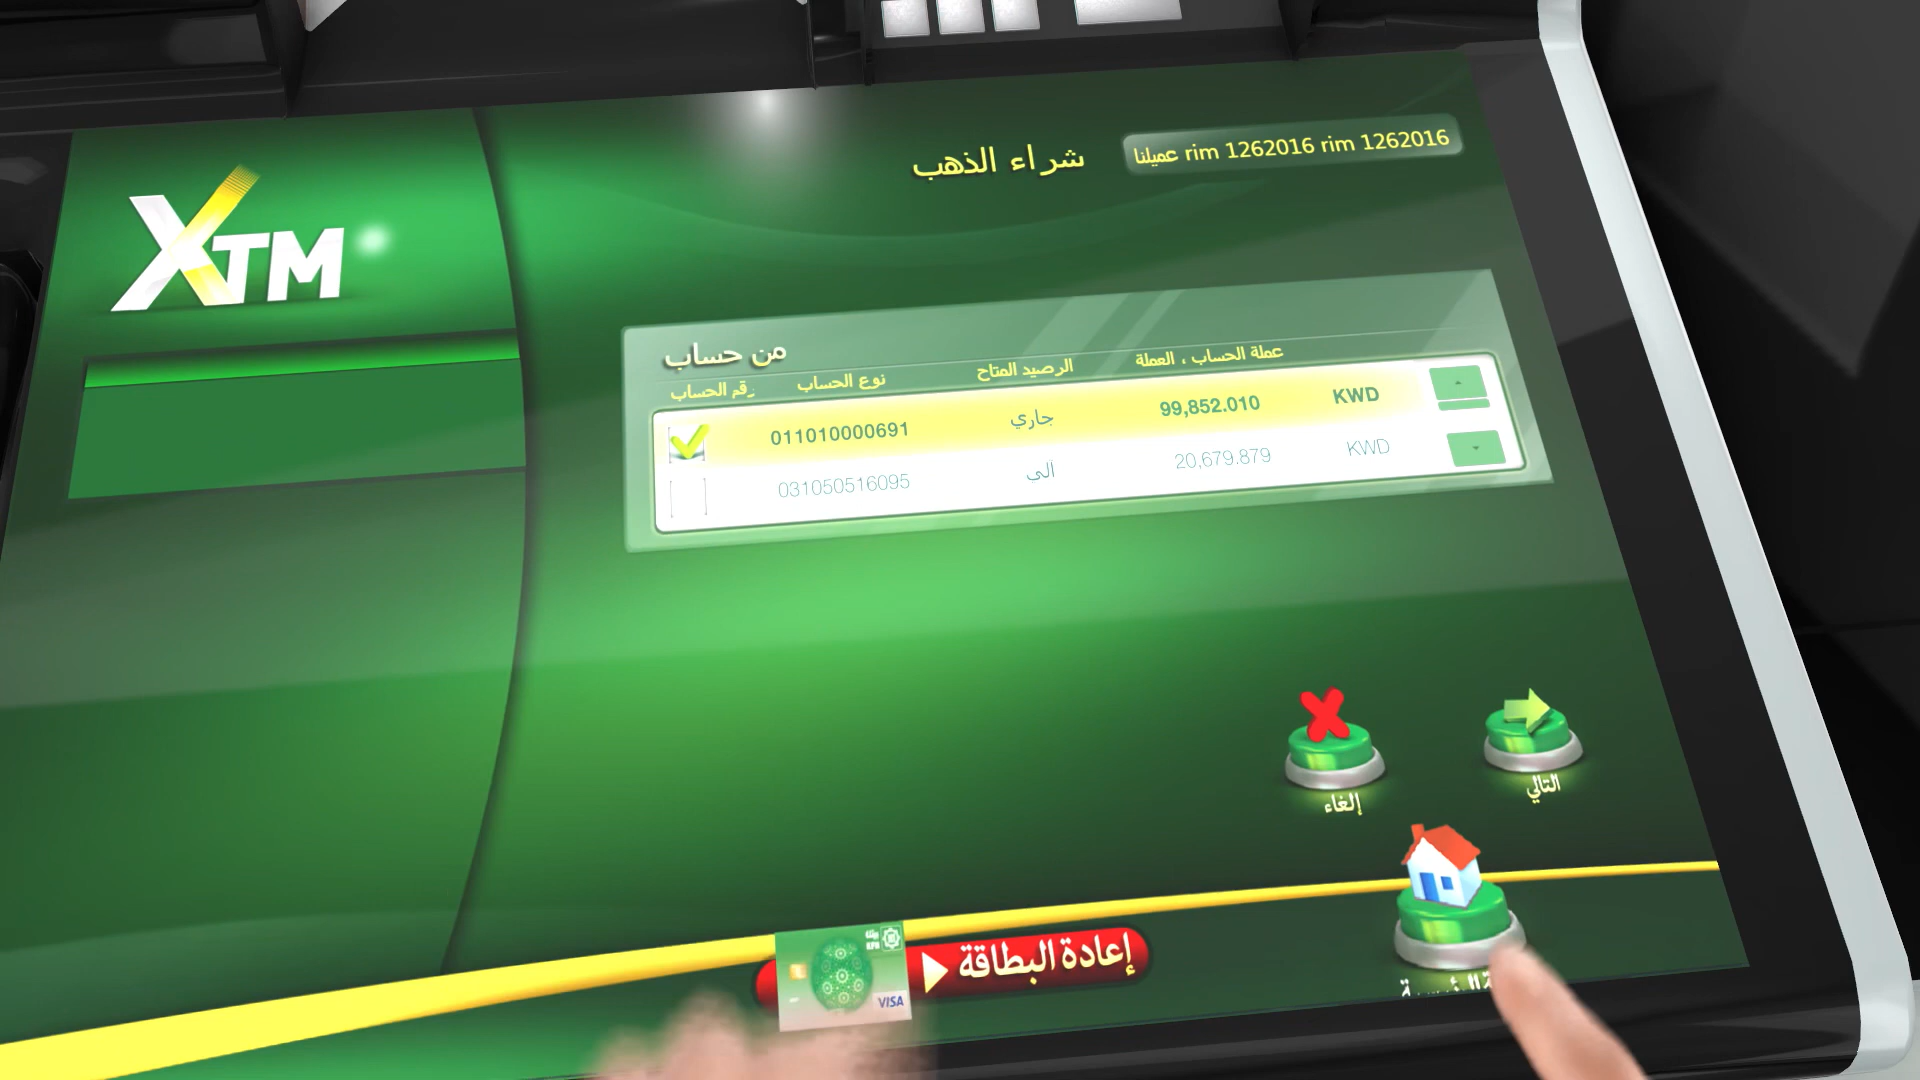 XTM
شراء الذهب
عميلنا rim 1262016 rim 1262016
من حساب
رقم الحساب نوع الحساب الرصيد المتاح عملة الحساب ، العملة
011010000691 جاري 99,852.010 KWD
031050516095 آلي 20,679.879 KWD
إلغاء
التالي
إعادة البطاقة
VISA